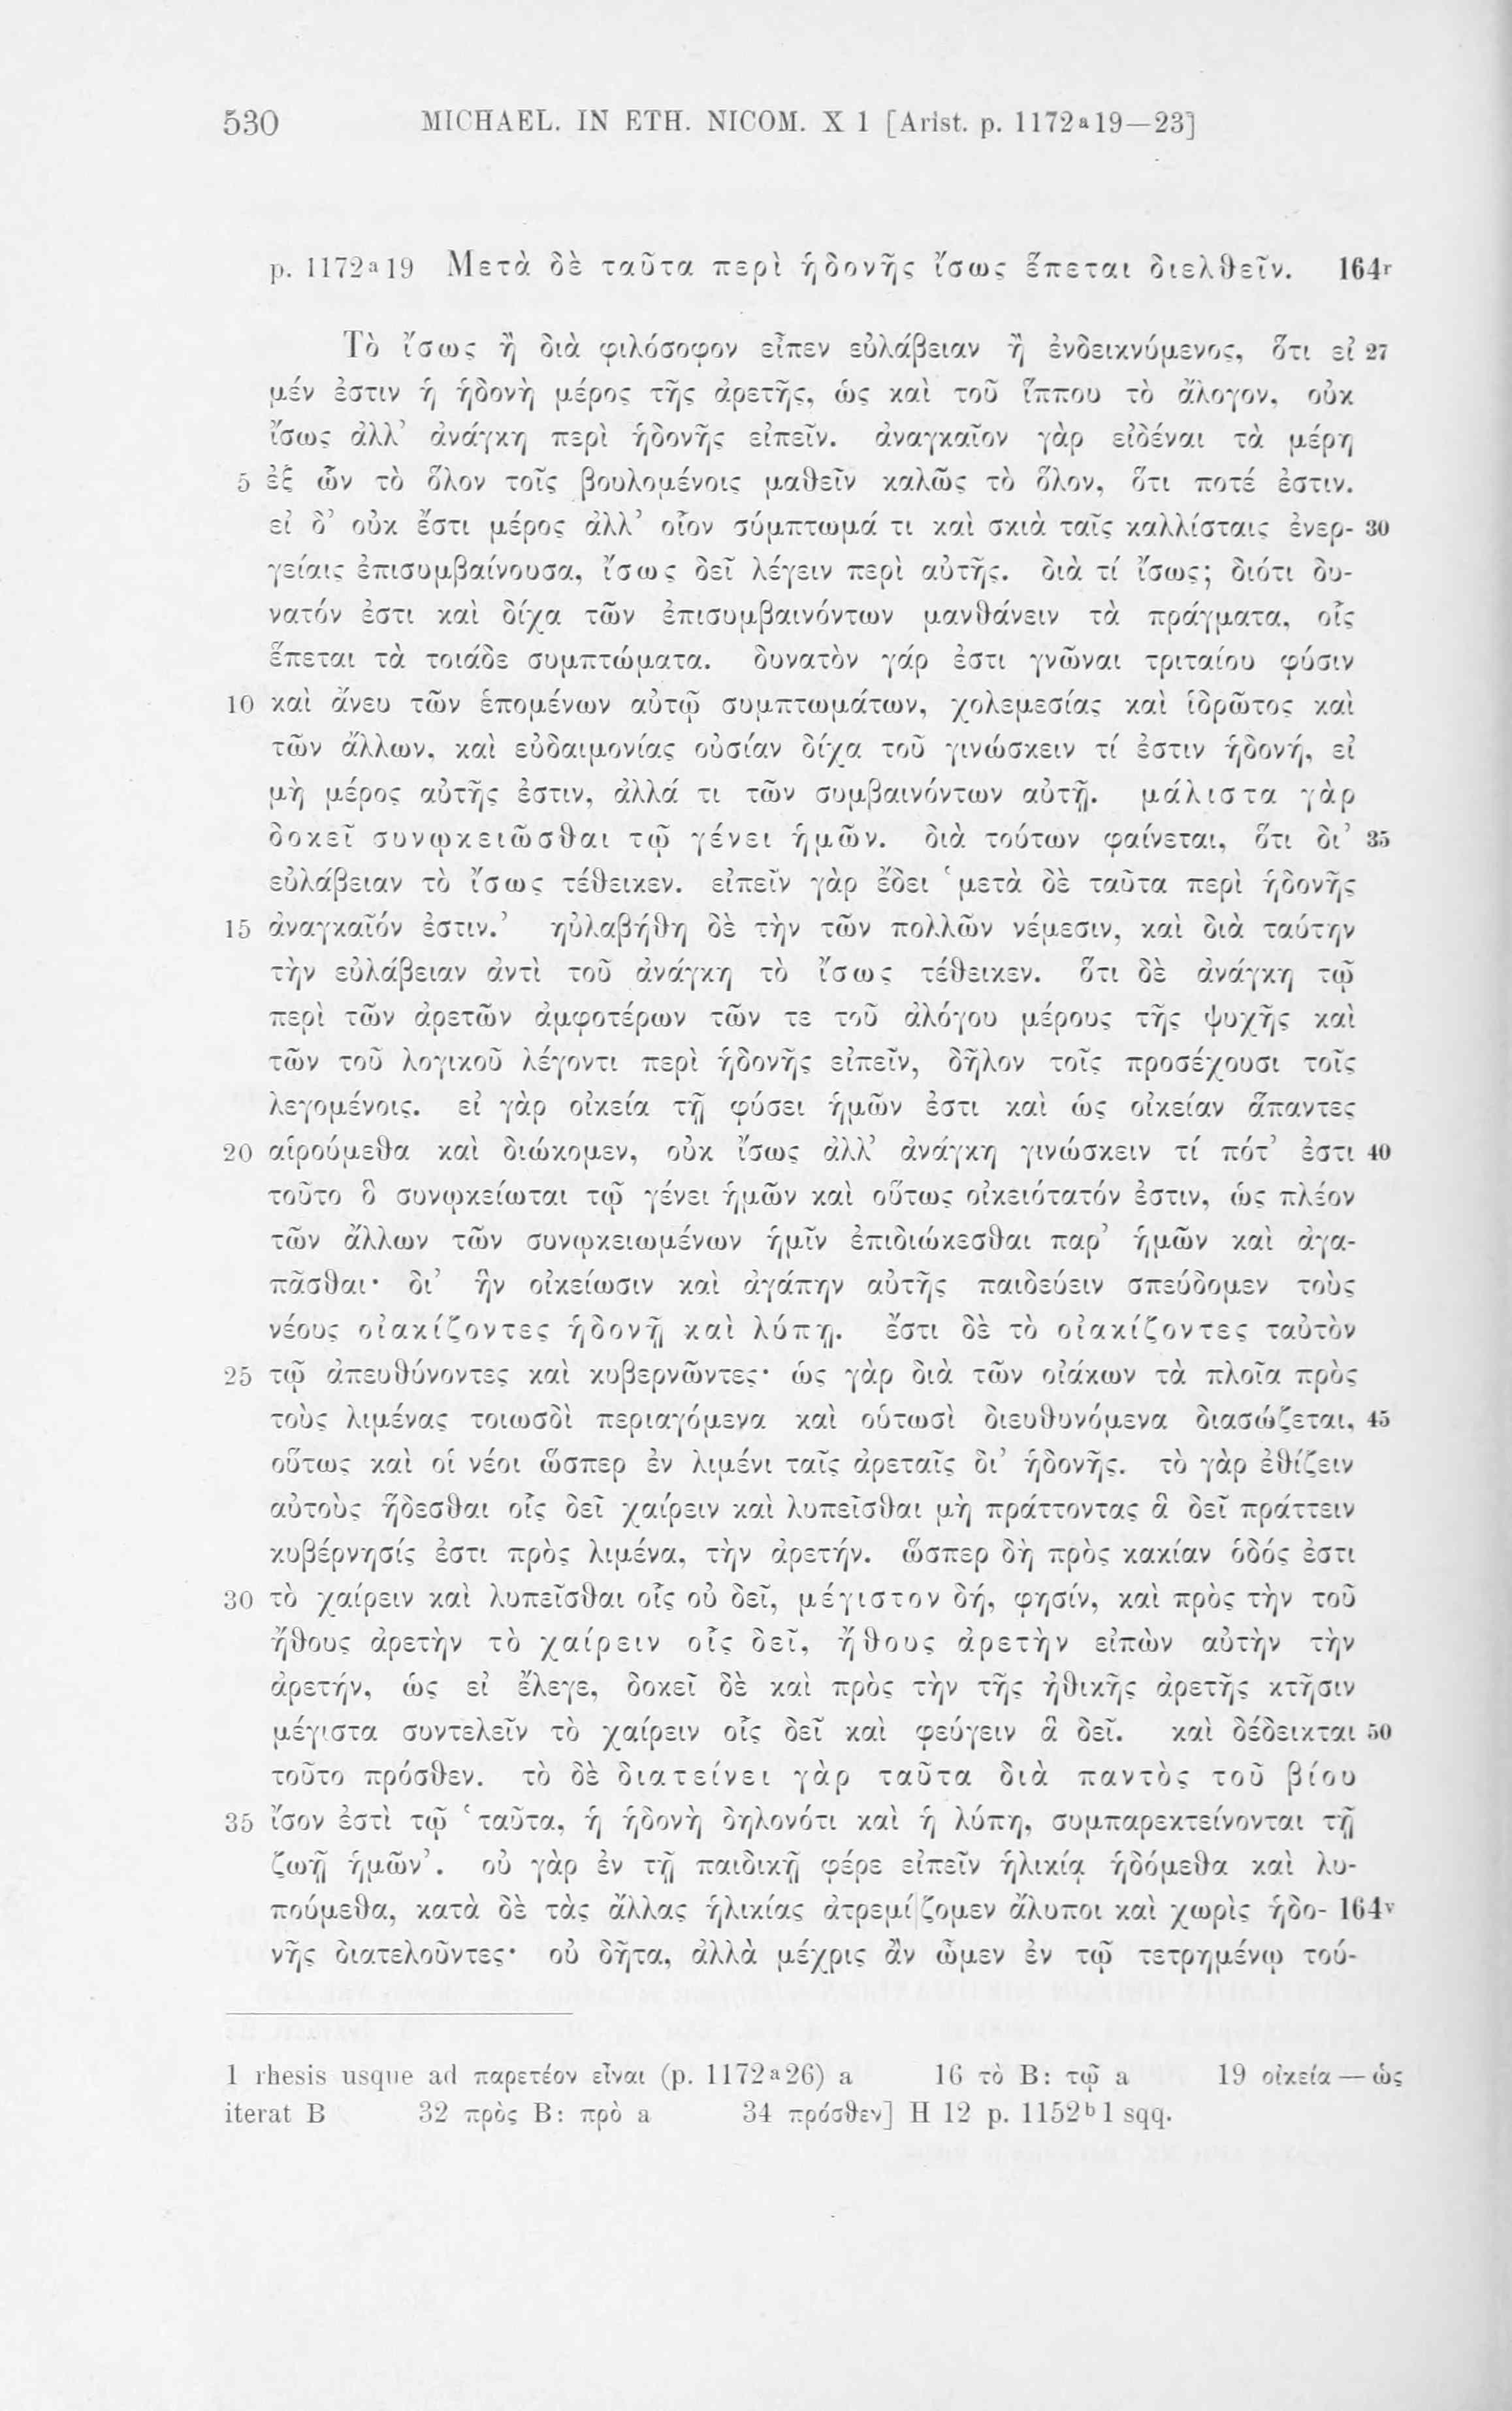 530 MICHAEL. IN ETH. NICOM. X 1 [Arist. p. 1172ª19—23]
p. 1172ª19 Μετὰ δὲ ταῦτα περὶ ἡδονῆς ἴσως ἕπεται διελθεῖν. 164r
Τὸ ἴσως ἢ διὰ φιλόσοφον εἶπεν εὐλάβειαν ἢ ἐνδεικνύμενος, ὅτι εἰ 27
μέν ἐστιν ἡ ἡδονὴ μέρος τῆς ἀρετῆς, ὡς καὶ τοῦ ἵππου τὸ ἄλογον, οὐκ
ἴσως ἀλλ’ ἀνάγκη περὶ ἡδονῆς εἰπεῖν. ἀναγκαῖον γὰρ εἰδέναι τὰ μέρη
5 ἐξ ὧν τὸ ὅλον τοῖς βουλομένοις μαθεῖν καλῶς τὸ ὅλον, ὅτι ποτέ ἐστιν.
εἰ δ’ οὐκ ἔστι μέρος ἀλλ’ οἷον σύμπτωμά τι καὶ σκιὰ ταῖς καλλίσταις ἐνερ- 30
γείαις ἐπισυμβαίνουσα, ἴσως δεῖ λέγειν περὶ αὐτῆς. διὰ τί ἴσως; διότι δυ-
νατόν ἐστι καὶ δίχα τῶν ἐπισυμβαινόντων μανθάνειν τὰ πράγματα, οἷς
ἕπεται τὰ τοιάδε συμπτώματα. δυνατὸν γάρ ἐστι γνῶναι τριταίου φύσιν
10 καὶ ἄνευ τῶν ἑπομένων αὐτῷ συμπτωμάτων, χολεμεσίας καὶ ἱδρῶτος καὶ
τῶν ἄλλων, καὶ εὐδαιμονίας οὐσίαν δίχα τοῦ γινώσκειν τί ἐστιν ἡδονή, εἰ
μὴ μέρος αὐτῆς ἐστιν, ἀλλά τι τῶν συμβαινόντων αὐτῇ. μάλιστα γὰρ
δοκεῖ συνῳκειῶσθαι τῷ γένει ἡμῶν. διὰ τούτων φαίνεται, ὅτι δι’ 35
εὐλάβειαν τὸ ἴσως τέθεικεν. εἰπεῖν γὰρ ἔδει ‘μετὰ δὲ ταῦτα περὶ ἡδονῆς
15 ἀναγκαῖόν ἐστιν.’ ηὐλαβήθη δὲ τὴν τῶν πολλῶν νέμεσιν, καὶ διὰ ταύτην
τὴν εὐλάβειαν ἀντὶ τοῦ ἀνάγκη τὸ ἴσως τέθεικεν. ὅτι δὲ ἀνάγκη τῷ
περὶ τῶν ἀρετῶν ἀμφοτέρων τῶν τε τοῦ ἀλόγου μέρους τῆς ψυχῆς καὶ
τῶν τοῦ λογικοῦ λέγοντι περὶ ἡδονῆς εἰπεῖν, δῆλον τοῖς προσέχουσι τοῖς
λεγομένοις. εἰ γὰρ οἰκεία τῇ φύσει ἡμῶν ἐστι καὶ ὡς οἰκείαν ἅπαντες
20 αἱρούμεθα καὶ διώκομεν, οὐκ ἴσως ἀλλ’ ἀνάγκη γινώσκειν τί πότ’ ἐστι 40
τοῦτο ὃ συνῳκείωται τῷ γένει ἡμῶν καὶ οὕτως οἰκειότατόν ἐστιν, ὡς πλέον
τῶν ἄλλων τῶν συνῳκειωμένων ἡμῖν ἐπιδιώκεσθαι παρ’ ἡμῶν καὶ ἀγα-
πᾶσθαι· δι’ ἣν οἰκείωσιν καὶ ἀγάπην αὐτῆς παιδεύειν σπεύδομεν τοὺς
νέους οἰακίζοντες ἡδονῇ καὶ λύπῃ. ἔστι δὲ τὸ οἰακίζοντες ταὐτὸν
25 τῷ ἀπευθύνοντες καὶ κυβερνῶντες· ὡς γὰρ διὰ τῶν οἰάκων τὰ πλοῖα πρὸς
τοὺς λιμένας τοιωσδὶ περιαγόμενα καὶ οὑτωσὶ διευθυνόμενα διασώζεται, 45
οὕτως καὶ οἱ νέοι ὥσπερ ἐν λιμένι ταῖς ἀρεταῖς δι’ ἡδονῆς. τὸ γὰρ ἐθίζειν
αὐτοὺς ἥδεσθαι οἷς δεῖ χαίρειν καὶ λυπεῖσθαι μὴ πράττοντας ἃ δεῖ πράττειν
κυβέρνησίς ἐστι πρὸς λιμένα, τὴν ἀρετήν. ὥσπερ δὴ πρὸς κακίαν ὁδός ἐστι
30 τὸ χαίρειν καὶ λυπεῖσθαι οἷς οὐ δεῖ, μέγιστον δή, φησίν, καὶ πρὸς τὴν τοῦ
ἤθους ἀρετὴν τὸ χαίρειν οἷς δεῖ, ἤθους ἀρετὴν εἰπὼν αὐτὴν τὴν
ἀρετήν, ὡς εἰ ἔλεγε, δοκεῖ δὲ καὶ πρὸς τὴν τῆς ἠθικῆς ἀρετῆς κτῆσιν
μέγιστα συντελεῖν τὸ χαίρειν οἷς δεῖ καὶ φεύγειν ἃ δεῖ. καὶ δέδεικται 50
τοῦτο πρόσθεν. τὸ δὲ διατείνει γὰρ ταῦτα διὰ παντὸς τοῦ βίου
35 ἴσον ἐστὶ τῷ ‘ταῦτα, ἡ ἡδονὴ δηλονότι καὶ ἡ λύπη, συμπαρεκτείνονται τῇ
ζωῇ ἡμῶν’. οὐ γὰρ ἐν τῇ παιδικῇ φέρε εἰπεῖν ἡλικίᾳ ἡδόμεθα καὶ λυ-
πούμεθα, κατὰ δὲ τὰς ἄλλας ἡλικίας ἀτρεμί|ζομεν ἄλυποι καὶ χωρὶς ἡδο- 164v
νῆς διατελοῦντες· οὐ δῆτα, ἀλλὰ μέχρις ἂν ὦμεν ἐν τῷ τετρημένῳ τού-
1 rhesis usque ad παρετέον εἶναι (p. 1172ª26) a 16 τὸ B: τῷ a 19 οἰκεία — ὡς
iterat B 32 πρὸς B: πρὸ a 34 πρόσθεν] H 12 p. 1152ᵇ1 sqq.